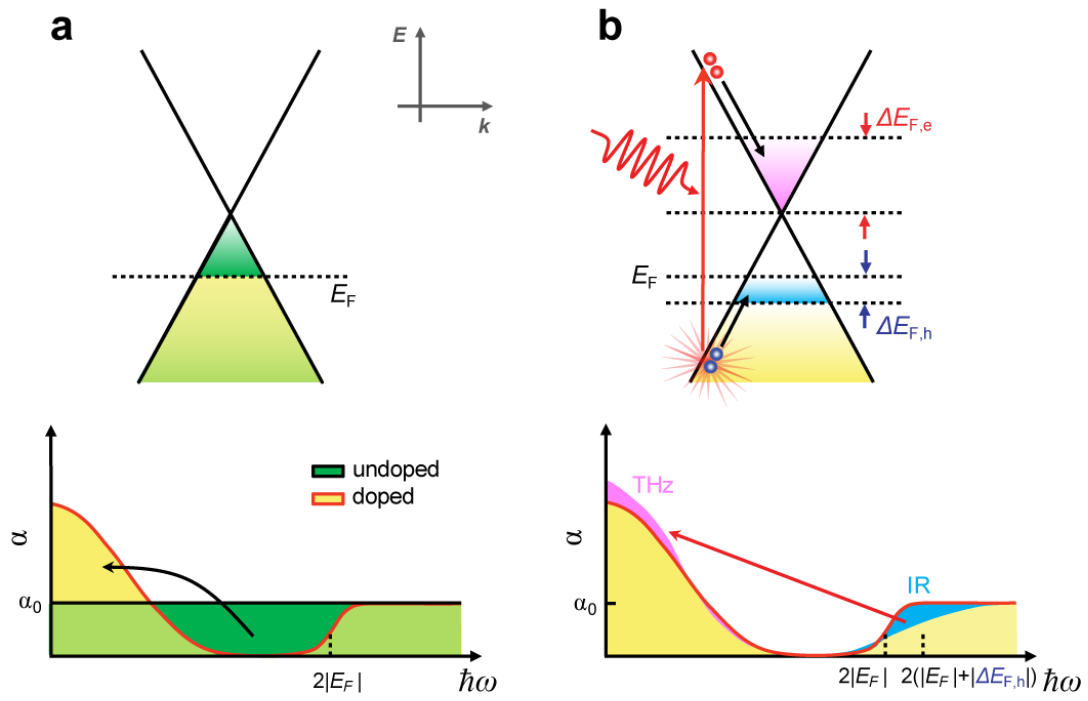 a
E
k
E_F
b
ΔE_F,e
E_F
ΔE_F,h
undoped
doped
α
α₀
2|E_F|
ħω
THz
IR
α
α₀
2|E_F|
2(|E_F|+|ΔE_F,h|)
ħω